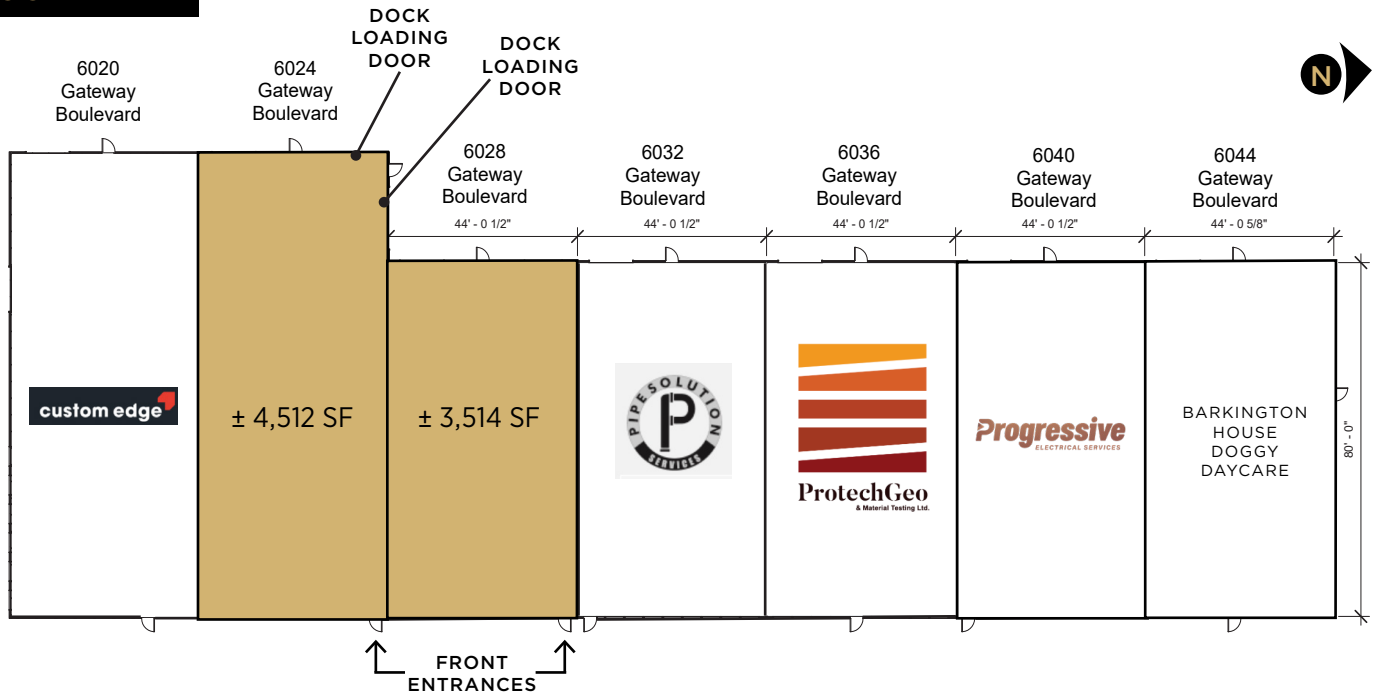 DOCK
LOADING
DOOR
DOCK
LOADING
DOOR
N
6020
Gateway
Boulevard
6024
Gateway
Boulevard
6028
Gateway
Boulevard
6032
Gateway
Boulevard
6036
Gateway
Boulevard
6040
Gateway
Boulevard
6044
Gateway
Boulevard
44' - 0 1/2"
44' - 0 1/2"
44' - 0 1/2"
44' - 0 1/2"
44' - 0 5/8"
custom edge
± 4,512 SF
± 3,514 SF
PIPESOLUTION
P
SERVICES
ProtechGeo
& Material Testing Ltd.
Progressive
ELECTRICAL SERVICES
BARKINGTON
HOUSE
DOGGY
DAYCARE
80' - 0"
FRONT
ENTRANCES